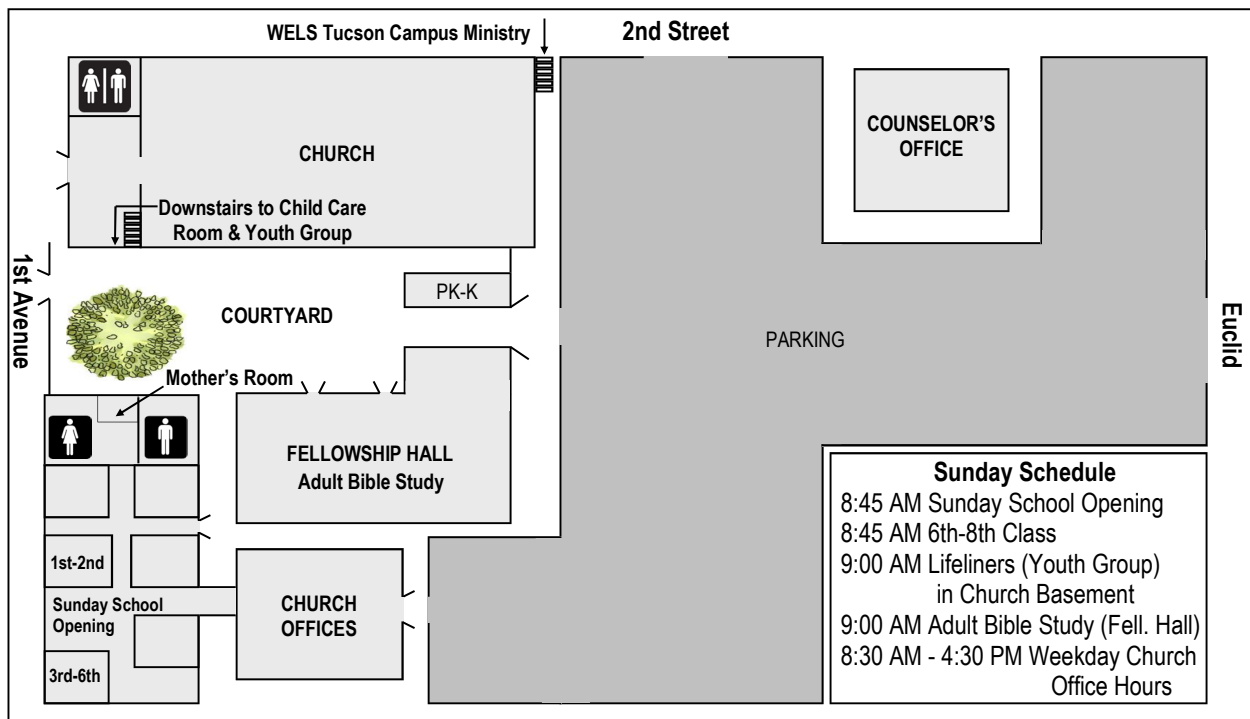 WELS Tucson Campus Ministry
2nd Street
COUNSELOR'S
OFFICE
CHURCH
Downstairs to Child Care
Room & Youth Group
1st Avenue
PK-K
COURTYARD
PARKING
Euclid
Mother's Room
FELLOWSHIP HALL
Adult Bible Study
1st-2nd
Sunday School
Opening
3rd-6th
CHURCH
OFFICES
Sunday Schedule
8:45 AM Sunday School Opening
8:45 AM 6th-8th Class
9:00 AM Lifeliners (Youth Group)
in Church Basement
9:00 AM Adult Bible Study (Fell. Hall)
8:30 AM - 4:30 PM Weekday Church
Office Hours